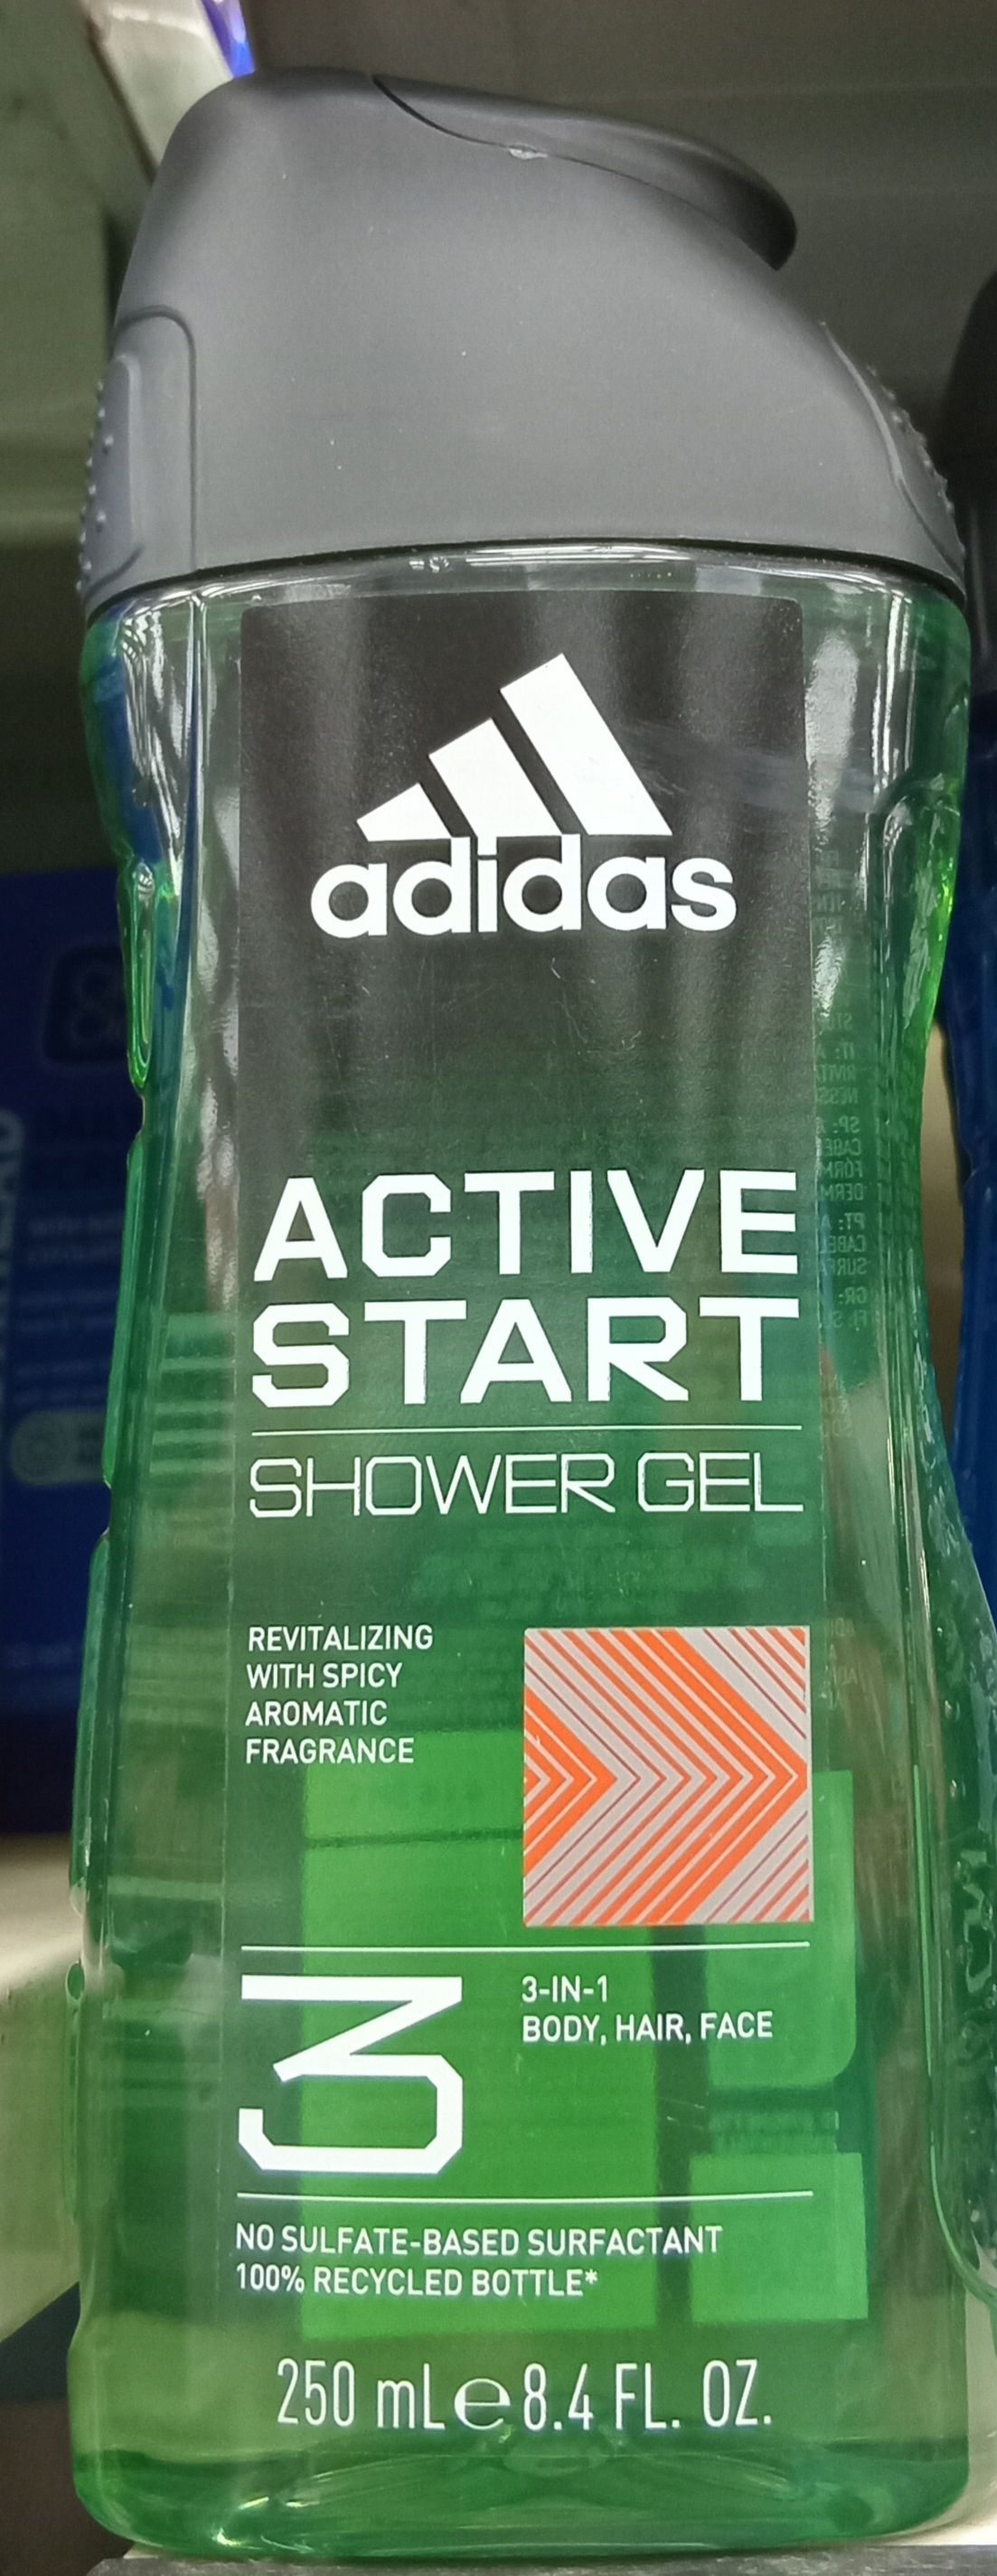 adidas
ACTIVE
START
SHOWER GEL
REVITALIZING
WITH SPICY
AROMATIC
FRAGRANCE
3
3-IN-1
BODY, HAIR, FACE
NO SULFATE-BASED SURFACTANT
100% RECYCLED BOTTLE*
250 mL e 8.4 FL. OZ.